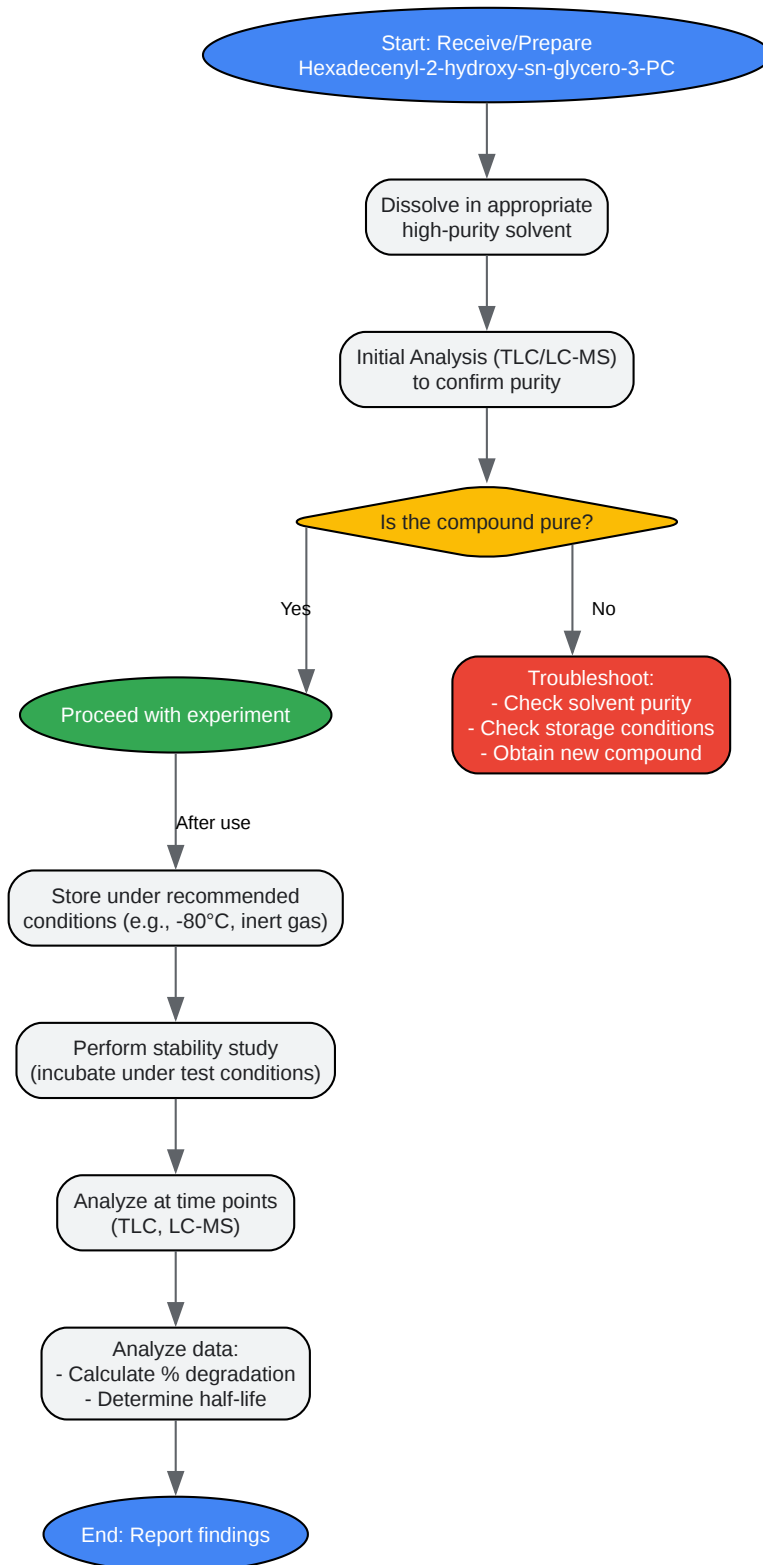 Start: Receive/Prepare
Hexadecenyl-2-hydroxy-sn-glycero-3-PC
Dissolve in appropriate
high-purity solvent
Initial Analysis (TLC/LC-MS)
to confirm purity
Is the compound pure?
Yes
No
Troubleshoot:
- Check solvent purity
- Check storage conditions
- Obtain new compound
Proceed with experiment
After use
Store under recommended
conditions (e.g., -80°C, inert gas)
Perform stability study
(incubate under test conditions)
Analyze at time points
(TLC, LC-MS)
Analyze data:
- Calculate % degradation
- Determine half-life
End: Report findings